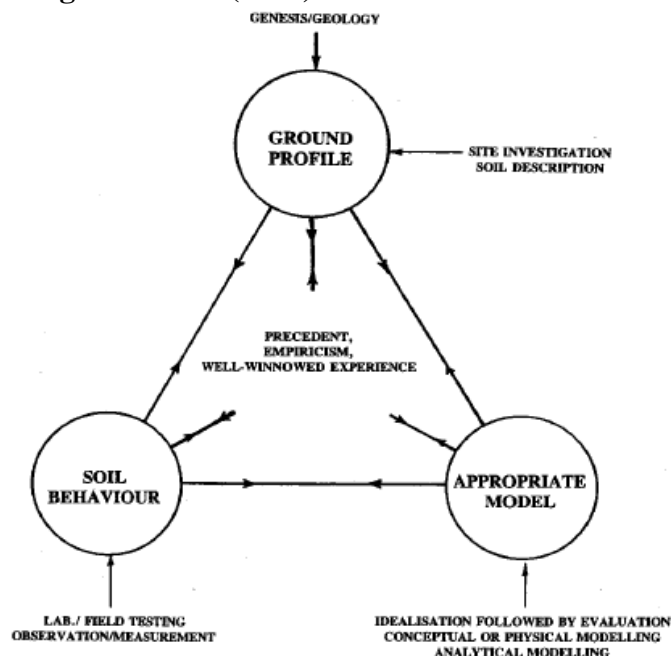 GENESIS/GEOLOGY
GROUND
PROFILE
SITE INVESTIGATION
SOIL DESCRIPTION
PRECEDENT,
EMPIRICISM,
WELL-WINNOWED EXPERIENCE
SOIL
BEHAVIOUR
APPROPRIATE
MODEL
LAB./ FIELD TESTING
OBSERVATION/MEASUREMENT
IDEALISATION FOLLOWED BY EVALUATION
CONCEPTUAL OR PHYSICAL MODELLING
ANALYTICAL MODELLING